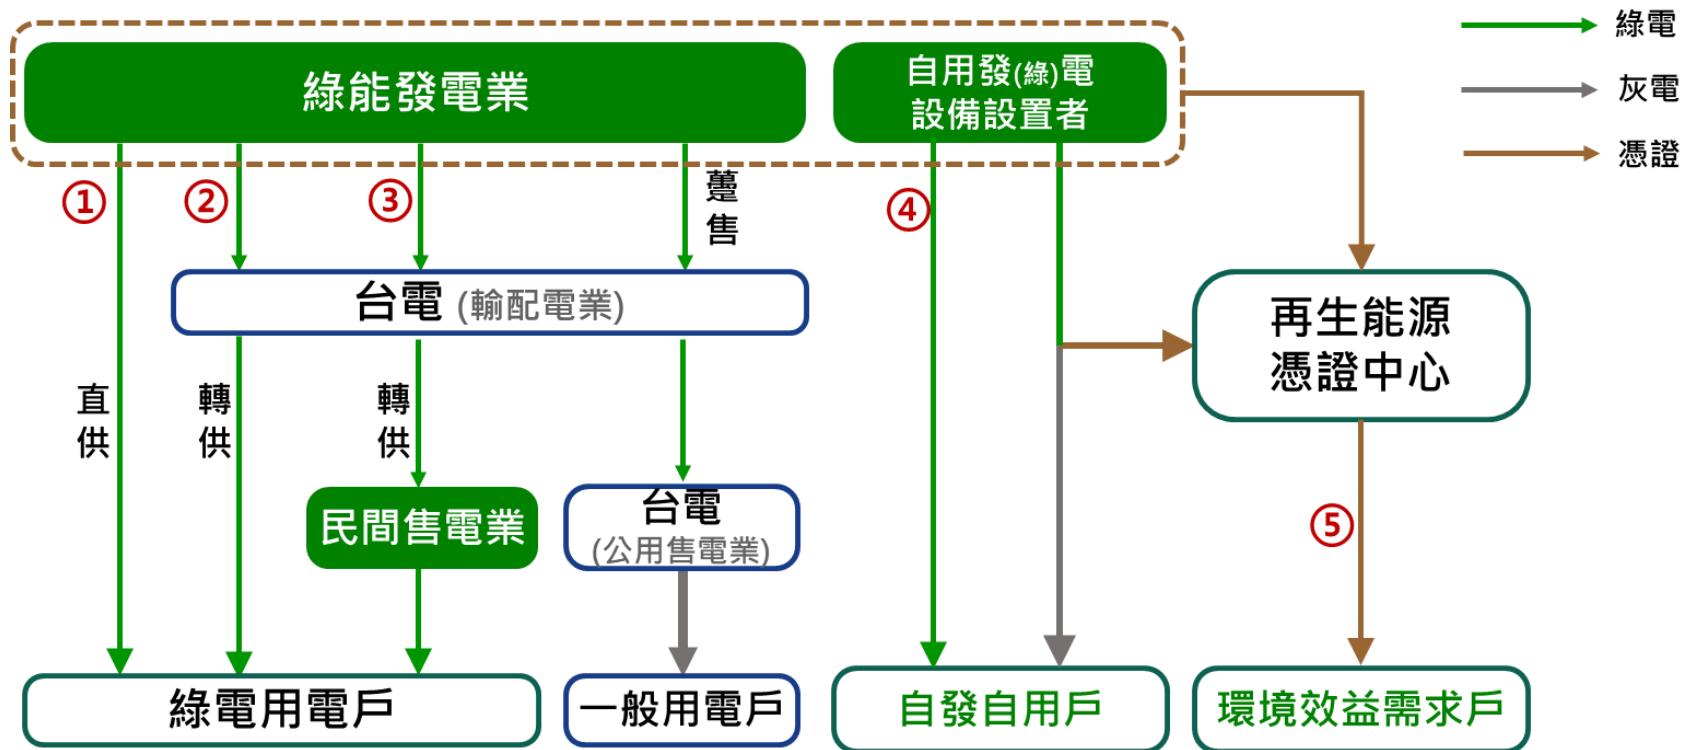 綠電
灰電
憑證
綠能發電業
自用發(綠)電
設備設置者
①
②
③
躉售
④
台電 (輸配電業)
再生能源
憑證中心
直供
轉供
轉供
民間售電業
台電
(公用售電業)
⑤
綠電用電戶
一般用電戶
自發自用戶
環境效益需求戶